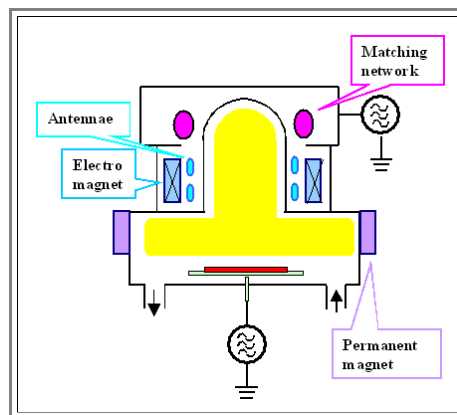 Matching
network
Antennae
Electro
magnet
Permanent
magnet